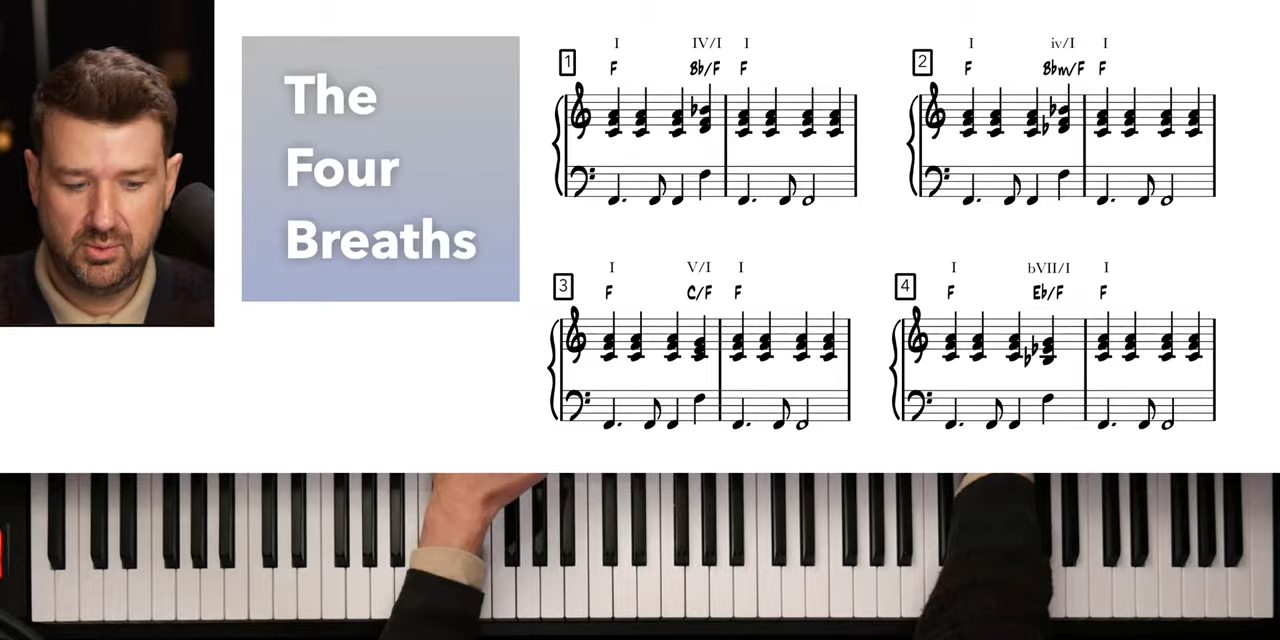 The
Four
Breaths
1
I IV/I I
F Bb/F F
2
I iv/I I
F Bbm/F F
3
I V/I I
F C/F F
4
I bVII/I I
F Eb/F F